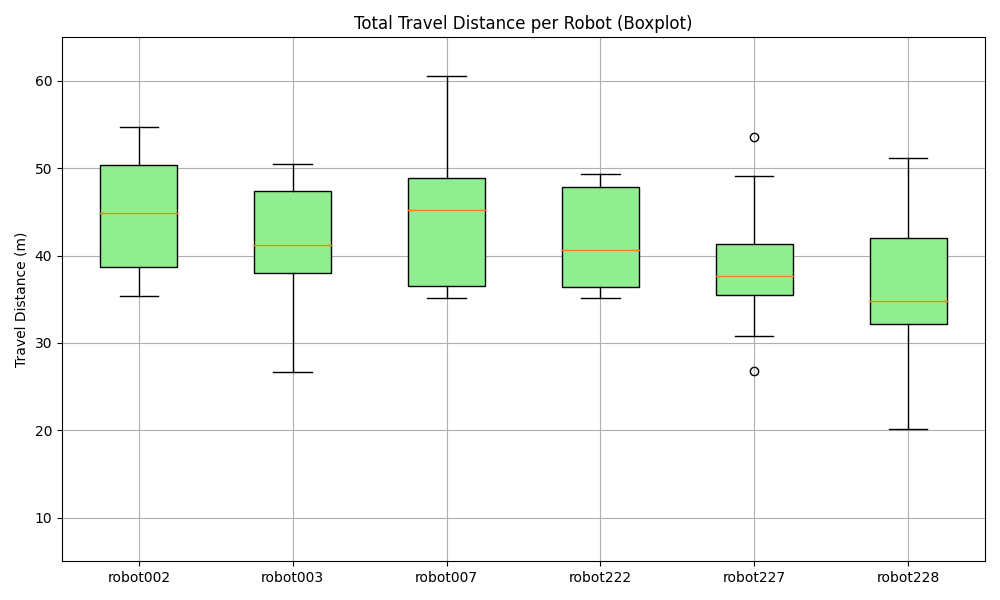 Total Travel Distance per Robot (Boxplot)
Travel Distance (m)
60
50
40
30
20
10
robot002
robot003
robot007
robot222
robot227
robot228